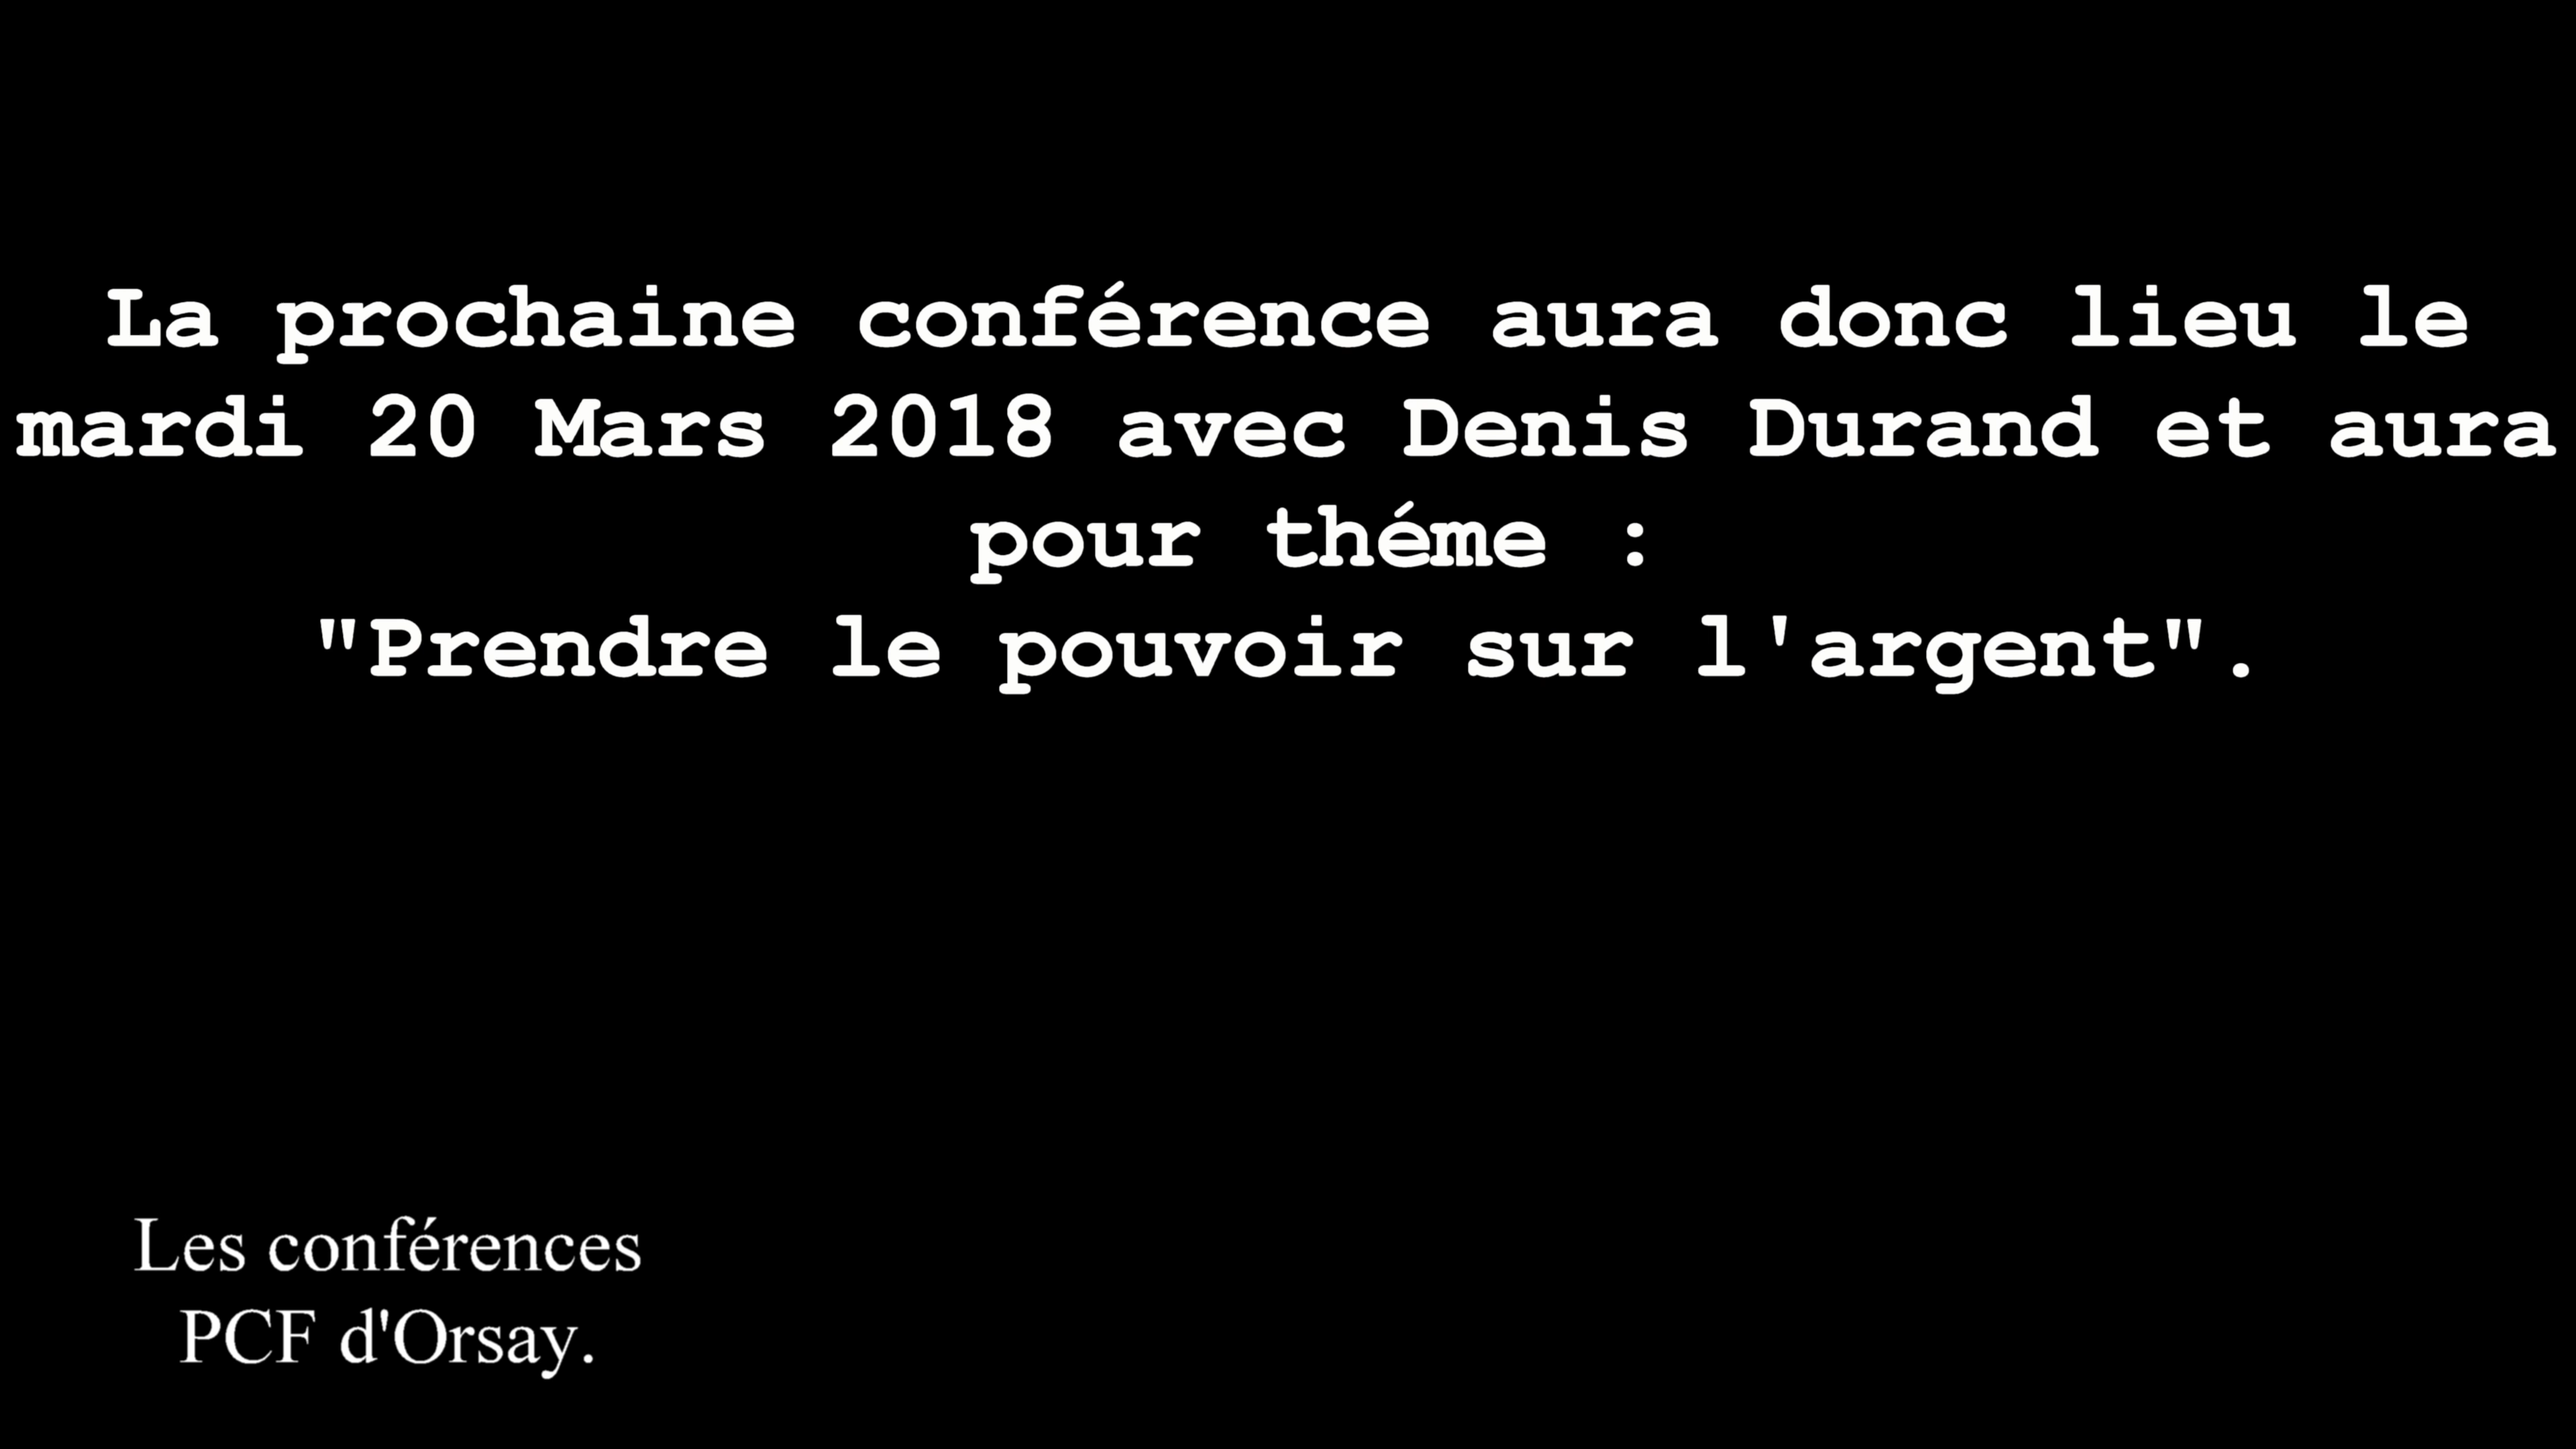 La prochaine conférence aura donc lieu le
mardi 20 Mars 2018 avec Denis Durand et aura
pour théme :
"Prendre le pouvoir sur l'argent".
Les conférences
PCF d'Orsay.